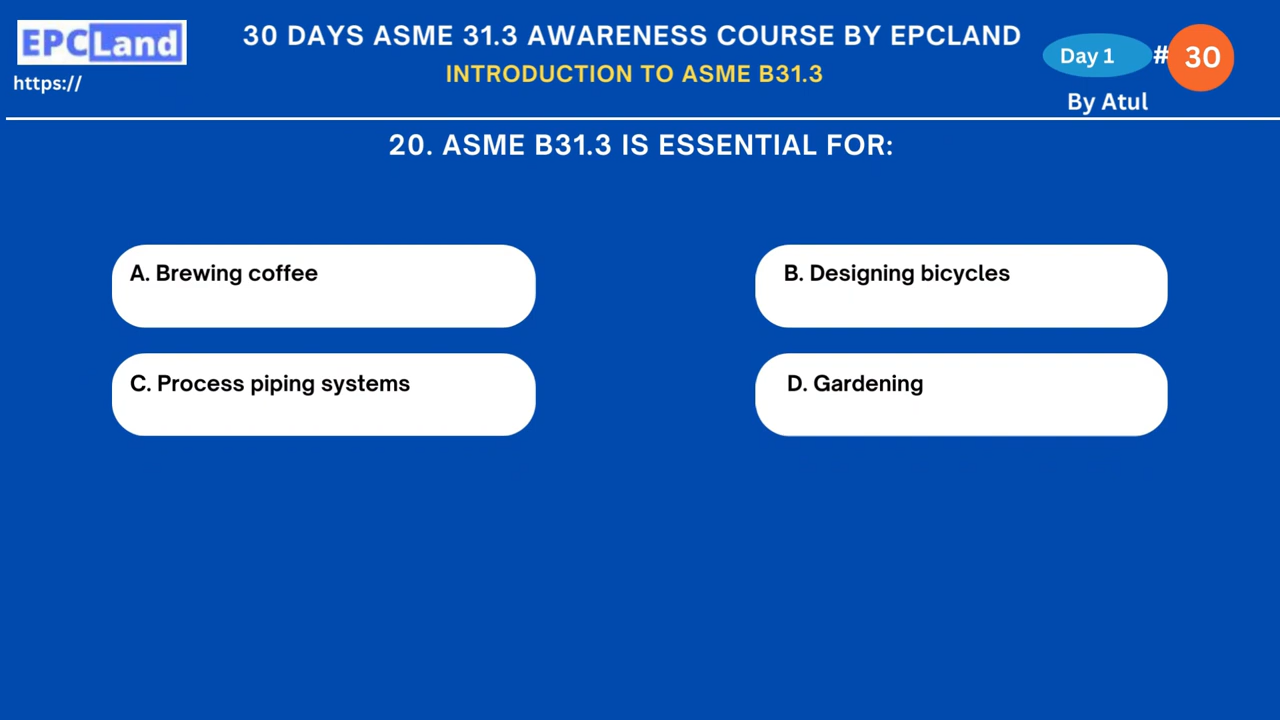 EPCLand
https://
30 DAYS ASME 31.3 AWARENESS COURSE BY EPCLAND
INTRODUCTION TO ASME B31.3
Day 1 # 30
By Atul
20. ASME B31.3 IS ESSENTIAL FOR:
A. Brewing coffee
B. Designing bicycles
C. Process piping systems
D. Gardening